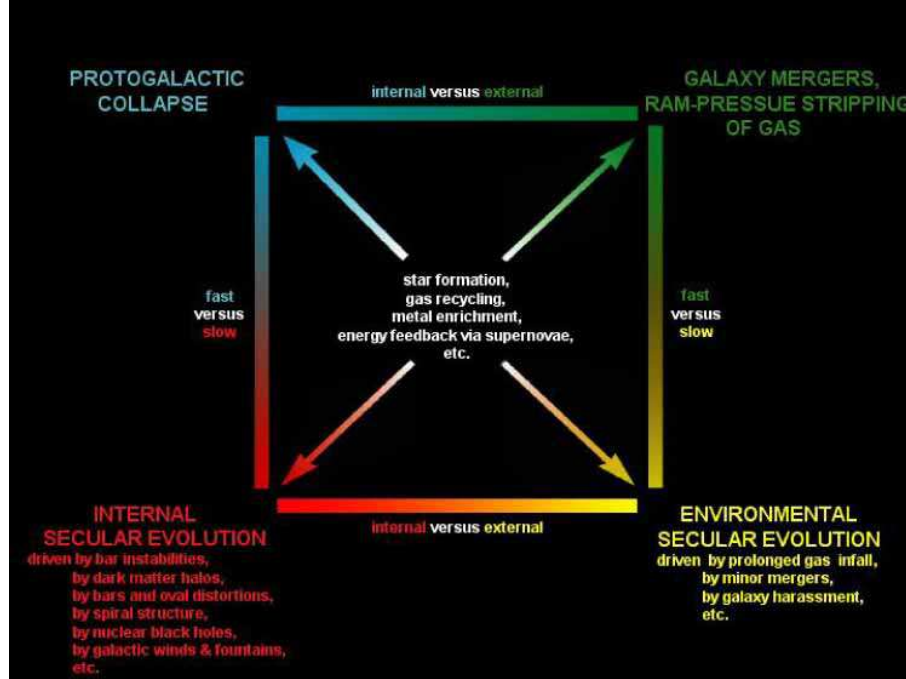 PROTOGALACTIC
COLLAPSE
internal versus external
GALAXY MERGERS,
RAM-PRESSUE STRIPPING
OF GAS
fast
versus
slow
star formation,
gas recycling,
metal enrichment,
energy feedback via supernovae,
etc.
fast
versus
slow
INTERNAL
SECULAR EVOLUTION
driven by bar instabilities,
by dark matter halos,
by bars and oval distortions,
by spiral structure,
by nuclear black holes,
by galactic winds & fountains,
etc.
internal versus external
ENVIRONMENTAL
SECULAR EVOLUTION
driven by prolonged gas infall,
by minor mergers,
by galaxy harassment,
etc.